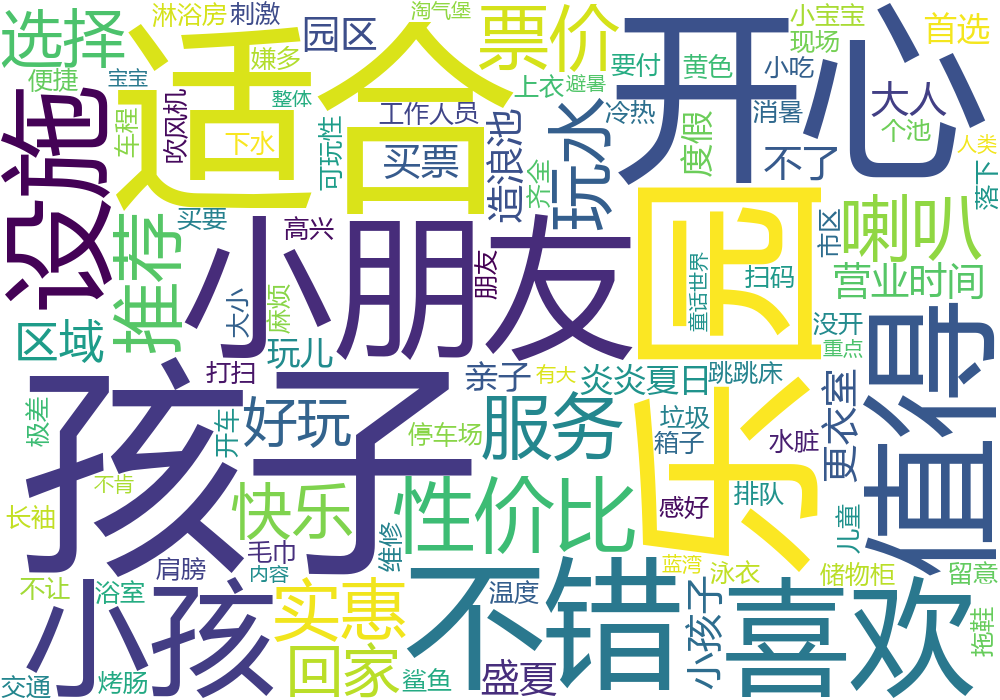 选择
淋浴房
刺激
淘气堡
票价
开心
小宝宝
首选
园区
嫌多
适合
现场
便捷
宝宝
整体
上衣
避暑
要付
黄色
小吃
大人
设施
车程
吹风机
下水
工作人员
冷热
消暑
个池
人类
可玩性
买票
造浪池
齐全
玩水
度假
不了
落下
推荐
买要
高兴
小朋友
朋友
乐园
童话世界
扫码
市区
喇叭
营业时间
大小
麻烦
区域
玩儿
没开
重点
值得
打扫
亲子
有大
炎炎夏日
跳跳床
孩子
极差
开车
好玩
停车场
服务
垃圾
箱子
水脏
更衣室
不肯
快乐
性价比
感好
排队
长袖
儿童
毛巾
维修
肩膀
内容
不让
浴室
小孩
实惠
不错
温度
蓝湾
泳衣
储物柜
留意
小孩子
喜欢
拖鞋
交通
烤肠
回家
鲨鱼
盛夏